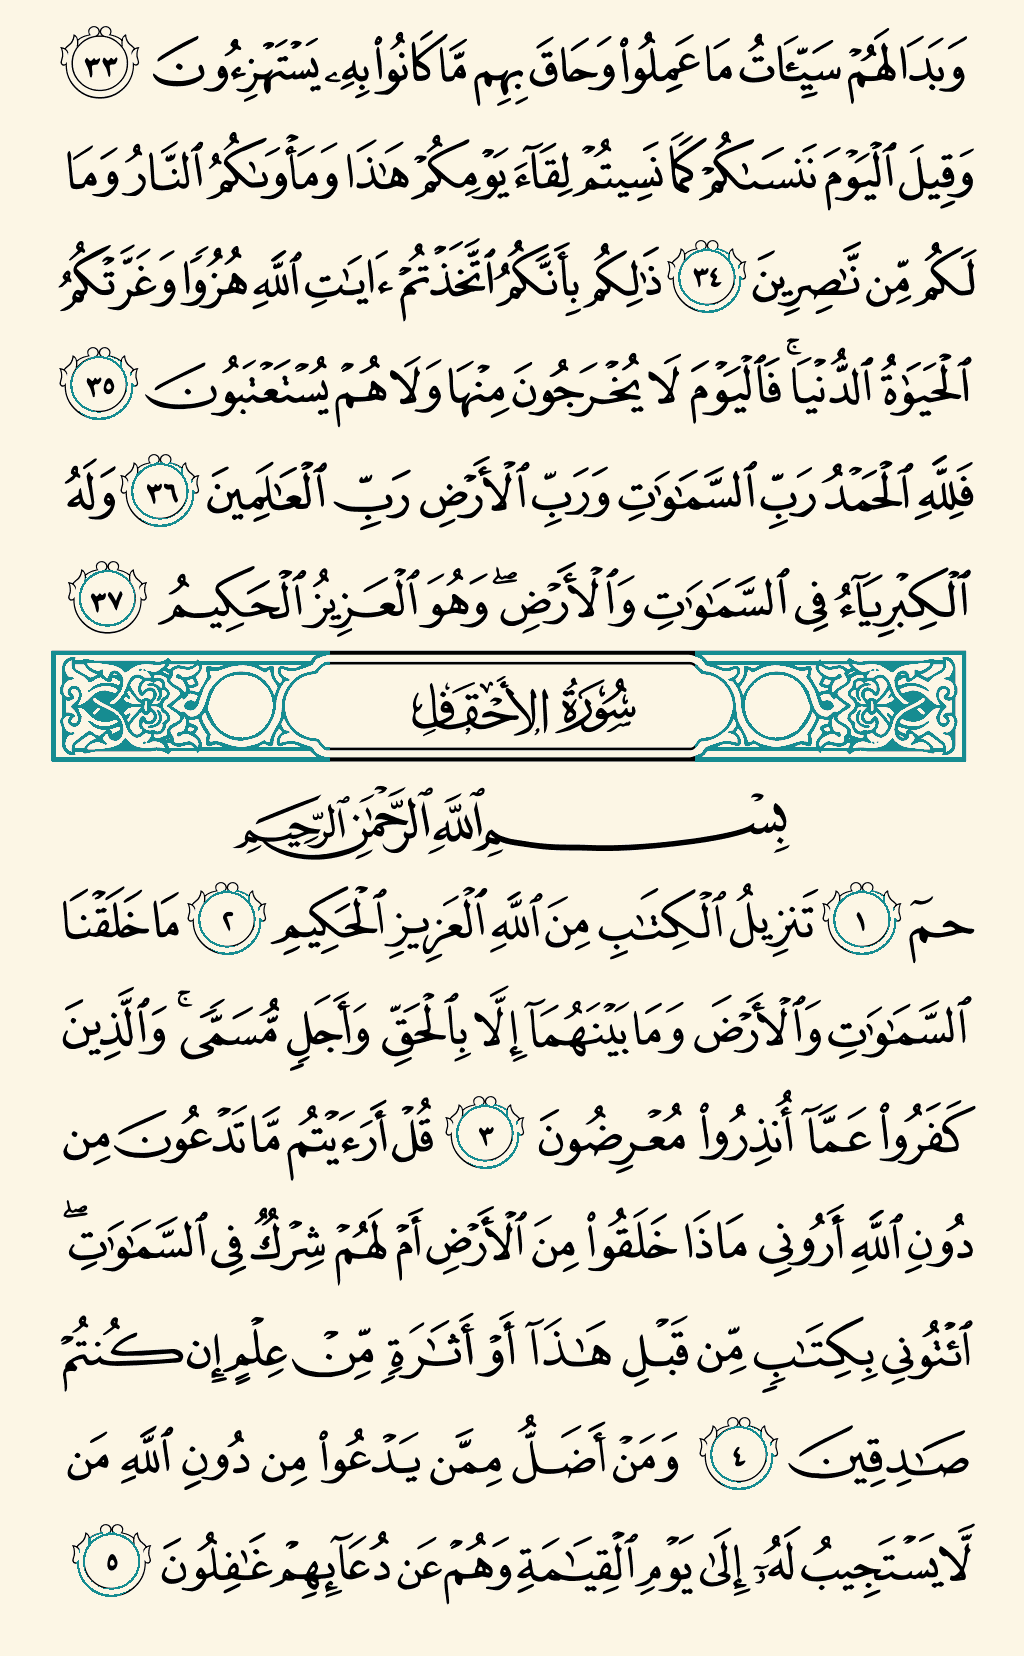 وَبَدَا لَهُمْ سَيِّـَٔاتُ مَا عَمِلُوا۟ وَحَاقَ بِهِم مَّا كَانُوا۟ بِهِۦ يَسْتَهْزِءُونَ ٣٣
وَقِيلَ ٱلْيَوْمَ نَنسَىٰكُمْ كَمَا نَسِيتُمْ لِقَآءَ يَوْمِكُمْ هَـٰذَا وَمَأْوَىٰكُمُ ٱلنَّارُ وَمَا
لَكُم مِّن نَّـٰصِرِينَ ٣٤ ذَٰلِكُم بِأَنَّكُمُ ٱتَّخَذْتُمْ ءَايَـٰتِ ٱللَّهِ هُزُوًا وَغَرَّتْكُمُ
ٱلْحَيَوٰةُ ٱلدُّنْيَا ۚ فَٱلْيَوْمَ لَا يُخْرَجُونَ مِنْهَا وَلَا هُمْ يُسْتَعْتَبُونَ ٣٥
فَلِلَّهِ ٱلْحَمْدُ رَبِّ ٱلسَّمَـٰوَٰتِ وَرَبِّ ٱلْأَرْضِ رَبِّ ٱلْعَـٰلَمِينَ ٣٦ وَلَهُ
ٱلْكِبْرِيَآءُ فِى ٱلسَّمَـٰوَٰتِ وَٱلْأَرْضِ ۖ وَهُوَ ٱلْعَزِيزُ ٱلْحَكِيمُ ٣٧
سُورَةُ الأَحْقَافِ
بِسْمِ ٱللَّهِ ٱلرَّحْمَـٰنِ ٱلرَّحِيمِ
حمٓ ١ تَنزِيلُ ٱلْكِتَـٰبِ مِنَ ٱللَّهِ ٱلْعَزِيزِ ٱلْحَكِيمِ ٢ مَا خَلَقْنَا
ٱلسَّمَـٰوَٰتِ وَٱلْأَرْضَ وَمَا بَيْنَهُمَآ إِلَّا بِٱلْحَقِّ وَأَجَلٍ مُّسَمًّى ۚ وَٱلَّذِينَ
كَفَرُوا۟ عَمَّآ أُنذِرُوا۟ مُعْرِضُونَ ٣ قُلْ أَرَءَيْتُم مَّا تَدْعُونَ مِن
دُونِ ٱللَّهِ أَرُونِى مَاذَا خَلَقُوا۟ مِنَ ٱلْأَرْضِ أَمْ لَهُمْ شِرْكٌ فِى ٱلسَّمَـٰوَٰتِ ۖ
ٱئْتُونِى بِكِتَـٰبٍ مِّن قَبْلِ هَـٰذَآ أَوْ أَثَـٰرَةٍ مِّنْ عِلْمٍ إِن كُنتُمْ
صَـٰدِقِينَ ٤ وَمَنْ أَضَلُّ مِمَّن يَدْعُوا۟ مِن دُونِ ٱللَّهِ مَن
لَّا يَسْتَجِيبُ لَهُۥٓ إِلَىٰ يَوْمِ ٱلْقِيَـٰمَةِ وَهُمْ عَن دُعَآئِهِمْ غَـٰفِلُونَ ٥